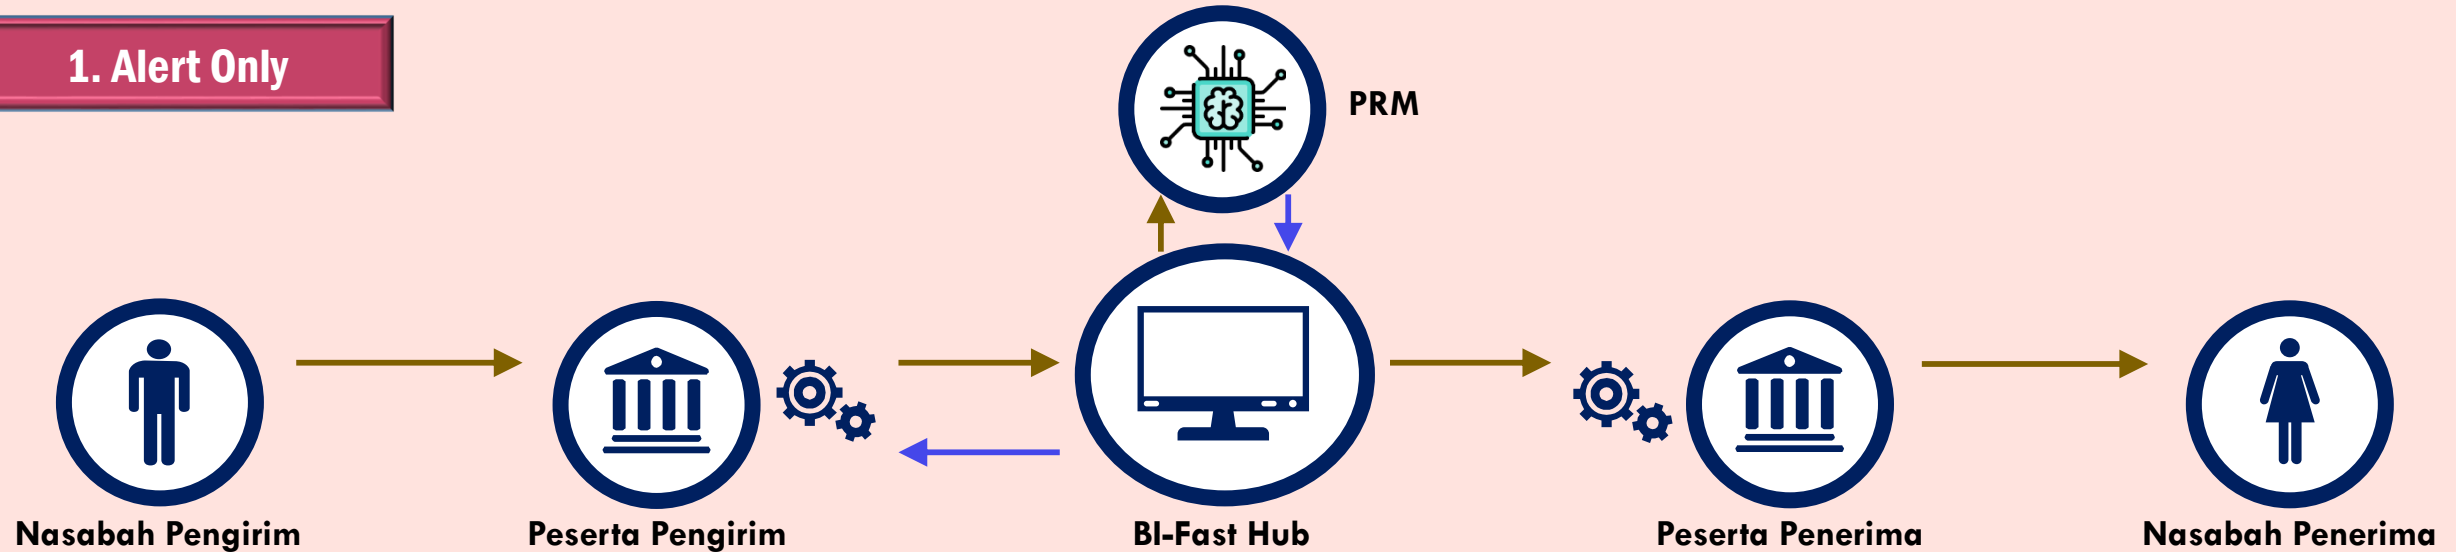 1. Alert Only
PRM
Nasabah Pengirim
Peserta Pengirim
BI-Fast Hub
Peserta Penerima
Nasabah Penerima